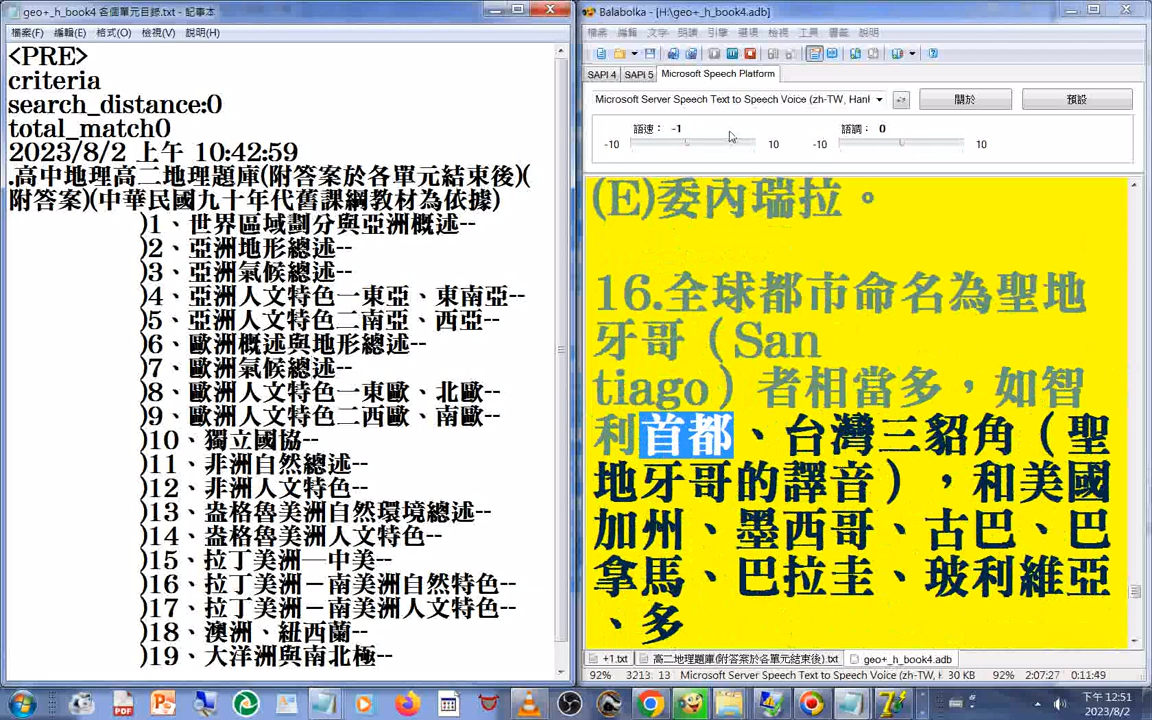 geo+_h_book4 各個單元目錄.txt - 記事本
檔案(F) 編輯(E) 格式(O) 檢視(V) 說明(H)
<PRE>
criteria
search_distance:0
total_match0
2023/8/2 上午 10:42:59
.高中地理高二地理題庫(附答案於各單元結束後)(
附答案)(中華民國九十年代舊課綱教材為依據)
)1、世界區域劃分與亞洲概述--
)2、亞洲地形總述--
)3、亞洲氣候總述--
)4、亞洲人文特色一東亞、東南亞--
)5、亞洲人文特色二南亞、西亞--
)6、歐洲概述與地形總述--
)7、歐洲氣候總述--
)8、歐洲人文特色一東歐、北歐--
)9、歐洲人文特色二西歐、南歐--
)10、獨立國協--
)11、非洲自然總述--
)12、非洲人文特色--
)13、盎格魯美洲自然環境總述--
)14、盎格魯美洲人文特色--
)15、拉丁美洲─中美--
)16、拉丁美洲－南美洲自然特色--
)17、拉丁美洲－南美洲人文特色--
)18、澳洲、紐西蘭--
)19、大洋洲與南北極--
Balabolka - [H:\geo+_h_book4.adb]
檔案 編輯 文字 朗讀 引擎 選項 檢視 工具 書籤 說明
SAPI 4 SAPI 5 Microsoft Speech Platform
Microsoft Server Speech Text to Speech Voice (zh-TW, Hanl 關於 預設
語速： -1 語調： 0
-10 10 -10 10
(E)委內瑞拉。
16.全球都市命名為聖地
牙哥（San
tiago）者相當多，如智
利首都、台灣三貂角（聖
地牙哥的譯音），和美國
加州、墨西哥、古巴、巴
拿馬、巴拉圭、玻利維亞
、多
+1.txt 高二地理題庫(附答案於各單元結束後).txt geo+_h_book4.adb
92% 3213: 13 Microsoft Server Speech Text to Speech Voice (zh-TW, H 30 KB 92% 2:07:27 0:11:49
下午 12:51
2023/8/2